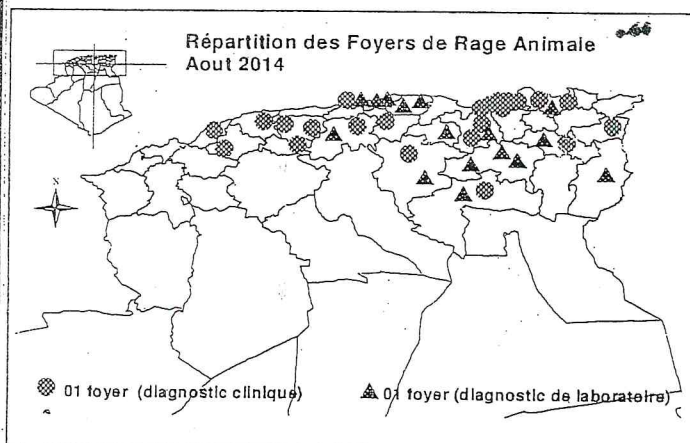 Répartition des Foyers de Rage Animale
Aout 2014
N
01 foyer (diagnostic clinique)
01 foyer (diagnostic de laboratoire)